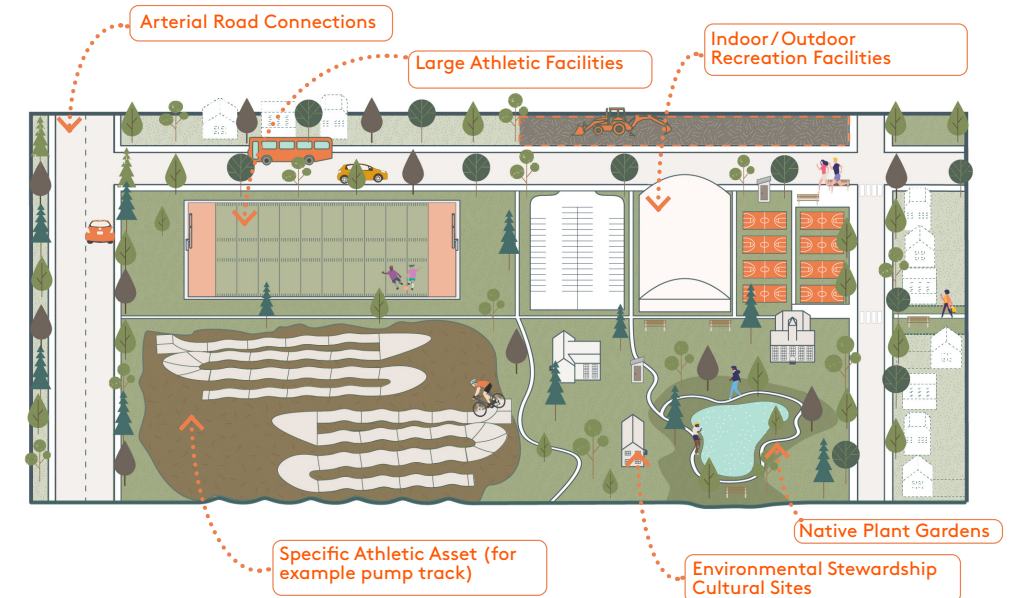 Arterial Road Connections
Large Athletic Facilities
Indoor/Outdoor
Recreation Facilities
Specific Athletic Asset (for
example pump track)
Environmental Stewardship
Cultural Sites
Native Plant Gardens